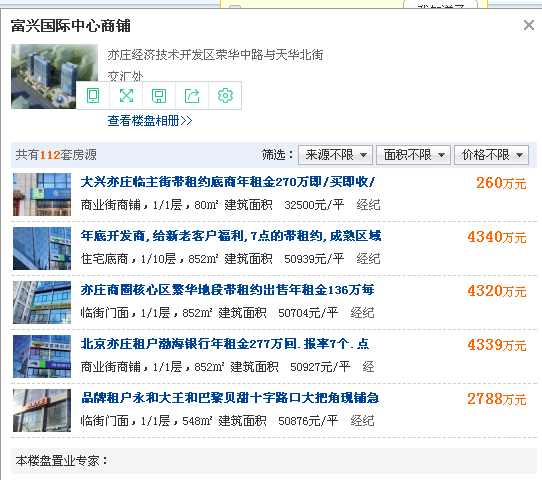 富兴国际中心商铺
亦庄经济技术开发区荣华中路与天华北街
交汇处
查看楼盘相册>>
共有112套房源 筛选： 来源不限 面积不限 价格不限
大兴亦庄临主街带租约底商年租金270万即/买即收/ 260万元
商业街商铺，1/1层，80㎡ 建筑面积 32500元/平 经纪
年底开发商,给新老客户福利,7点的带租约,成熟区域 4340万元
住宅底商，1/10层，852㎡ 建筑面积 50939元/平 经纪
亦庄商圈核心区繁华地段带租约出售年租金136万每 4320万元
临街门面，1/1层，852㎡ 建筑面积 50704元/平 经纪
北京亦庄租户渤海银行年租金277万回.报率7个.点 4339万元
商业街商铺，1/1层，852㎡ 建筑面积 50927元/平 经
品牌租户永和大王和巴黎贝甜十字路口大把角现铺急 2788万元
临街门面，1/1层，548㎡ 建筑面积 50876元/平 经纪
本楼盘置业专家：